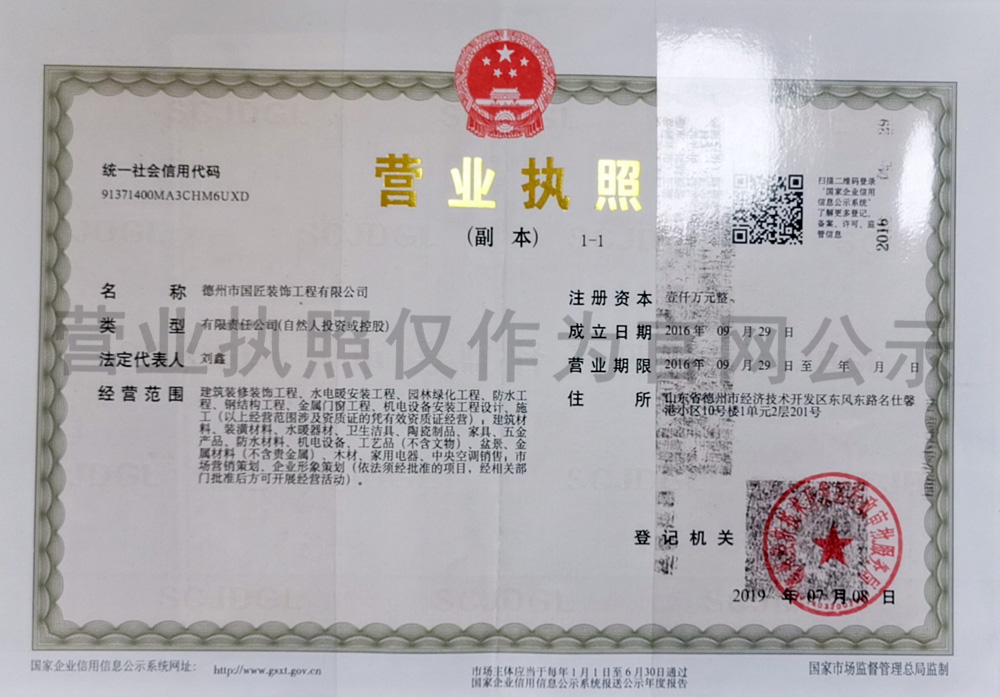 统一社会信用代码
91371400MA3CHM6UXD
营业执照
(副 本) 1-1
扫描二维码登录
“国家企业信用
信息公示系统”
了解更多登记、
备案、许可、监
管信息
2016
名 称 德州市国匠装饰工程有限公司
类 型 有限责任公司(自然人投资或控股)
法定代表人 刘鑫
经营范围 建筑装修装饰工程、水电暖安装工程、园林绿化工程、防水工
程、钢结构工程、金属门窗工程、机电设备安装工程设计、施
工（以上经营范围涉及资质证的凭有效资质证经营）；建筑材
料、装潢材料、水暖器材、卫生洁具、陶瓷制品、家具、五金
产品、防水材料、机电设备、工艺品（不含文物）、盆景、金
属材料（不含贵金属）、木材、家用电器、中央空调销售；市
场营销策划、企业形象策划（依法须经批准的项目，经相关部
门批准后方可开展经营活动）。
注册资本 壹仟万元整
成立日期 2016年 09月 29日
营业期限 2016年 09月 29日至 年 月 日
住 所 山东省德州市经济技术开发区东风东路名仕馨
港小区10号楼1单元2层201号
营业执照仅作为官网公示
登记机关
2019 年 07 月 08 日
国家企业信用信息公示系统网址： http://www.gsxt.gov.cn
市场主体应当于每年1月1日至6月30日通过
国家企业信用信息公示系统报送公示年度报告
国家市场监督管理总局监制